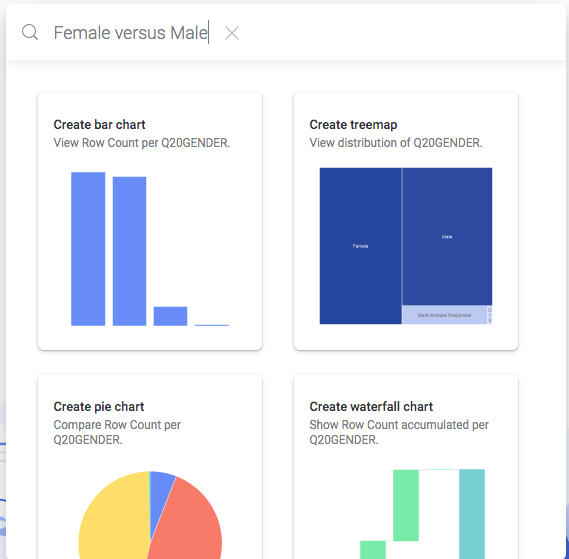 Female versus Male
Create bar chart
View Row Count per Q20GENDER.
Create treemap
View distribution of Q20GENDER.
Female
Male
Blank/Multiple Responses
Create pie chart
Compare Row Count per
Q20GENDER.
Create waterfall chart
Show Row Count accumulated per
Q20GENDER.